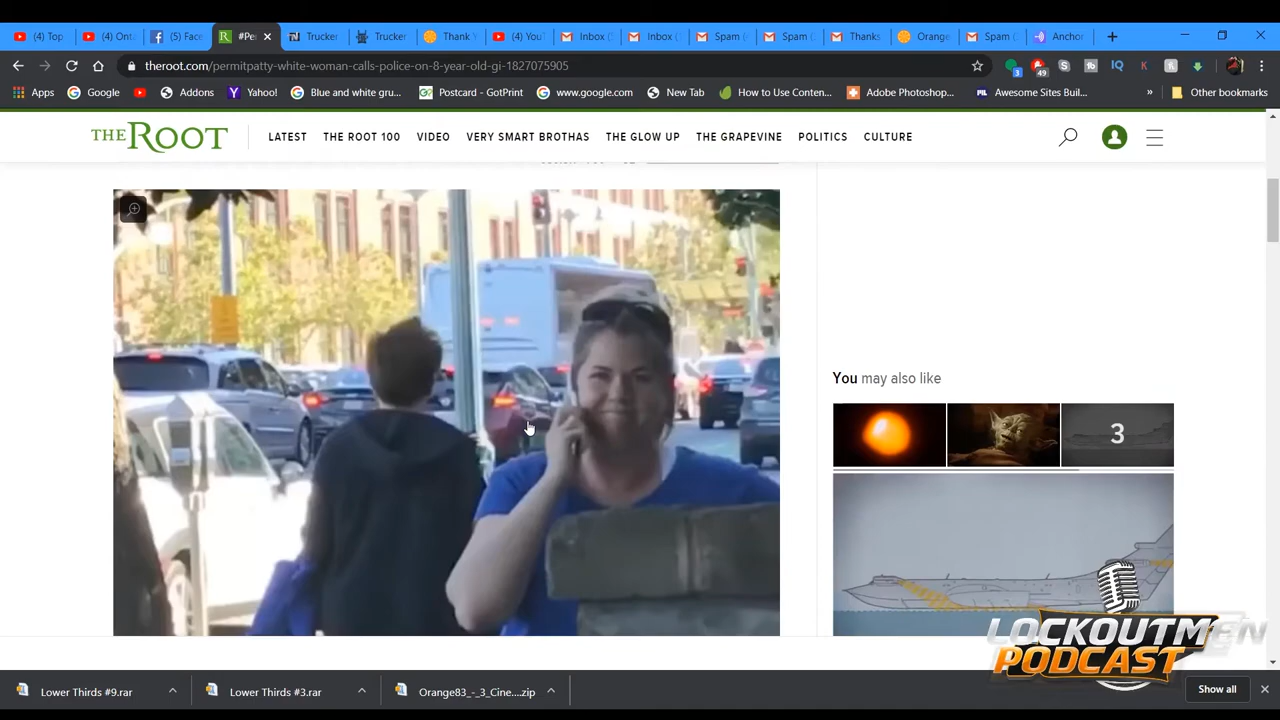 (4) Top
(4) Ont
(5) Face
#Pe
Trucker
Trucker
Thank Y
(4) You
Inbox (
Inbox (
Spam (
Spam (
Thanks
Orange
Spam (
Anchor
theroot.com/permitpatty-white-woman-calls-police-on-8-year-old-gi-1827075905
3
49
Apps
Google
Addons
Yahoo!
Blue and white gru...
Postcard - GotPrint
www.google.com
New Tab
How to Use Conten...
Adobe Photoshop...
Awesome Sites Buil...
»
Other bookmarks
THE ROOT
LATEST
THE ROOT 100
VIDEO
VERY SMART BROTHAS
THE GLOW UP
THE GRAPEVINE
POLITICS
CULTURE
You may also like
3
LOCKOUTMEN
PODCAST
Lower Thirds #9.rar
Lower Thirds #3.rar
Orange83_-_3_Cine....zip
Show all